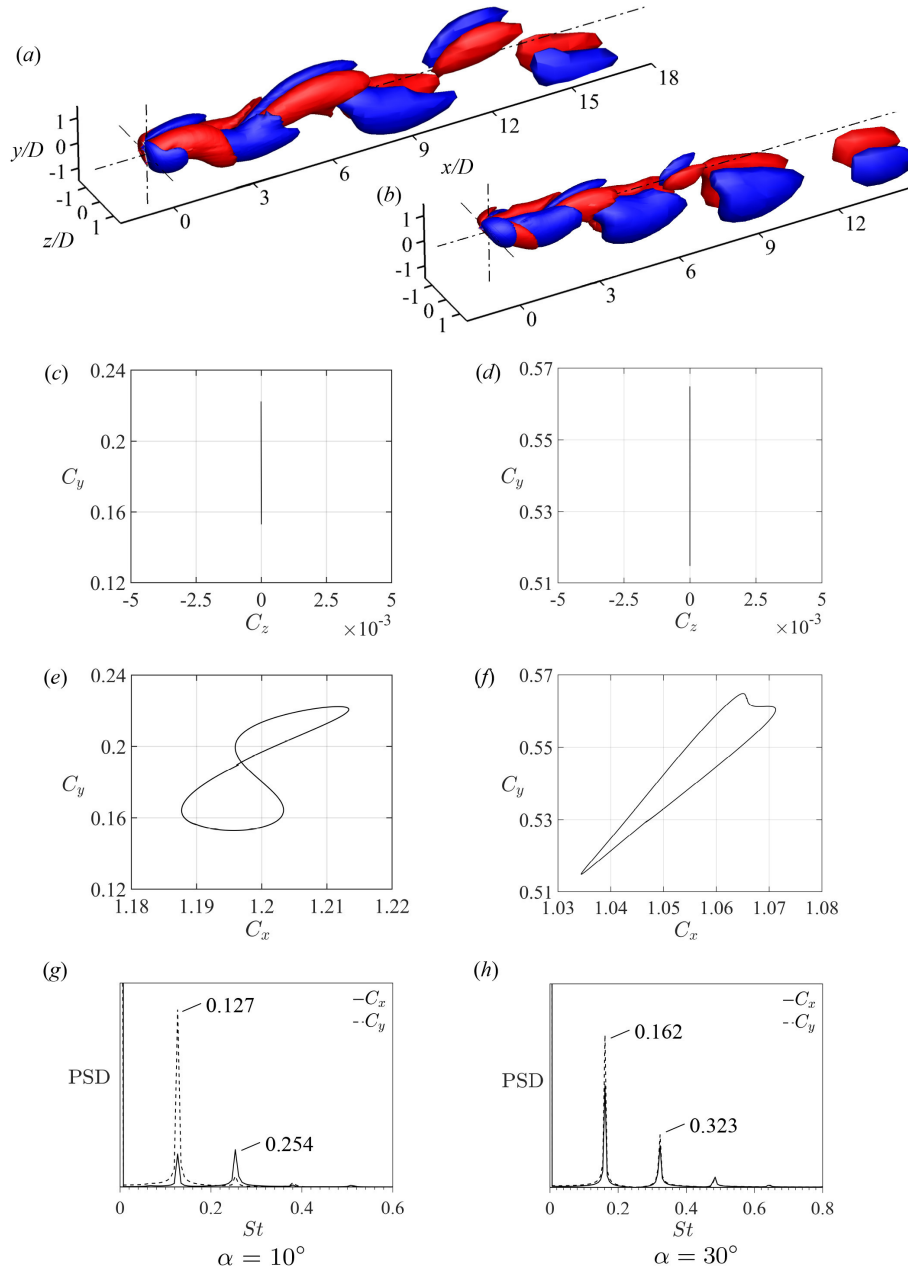 (a)
1
0
-1
y/D
-1
0
1
z/D
0
3
6
9
12
15
18
x/D
(b)
1
0
-1
-1
0
1
0
3
6
9
12
(c)
0.24
0.2
0.16
0.12
C_y
-5
-2.5
0
2.5
5
C_z
×10⁻³
(d)
0.57
0.55
0.53
0.51
C_y
-5
-2.5
0
2.5
5
C_z
×10⁻³
(e)
0.24
0.2
0.16
0.12
C_y
1.18
1.19
1.2
1.21
1.22
C_x
(f)
0.57
0.55
0.53
0.51
C_y
1.03
1.04
1.05
1.06
1.07
1.08
C_x
(g)
0.127
0.254
C_x
C_y
PSD
0
0.2
0.4
0.6
St
α = 10°
(h)
0.162
0.323
C_x
C_y
PSD
0
0.2
0.4
0.6
0.8
St
α = 30°